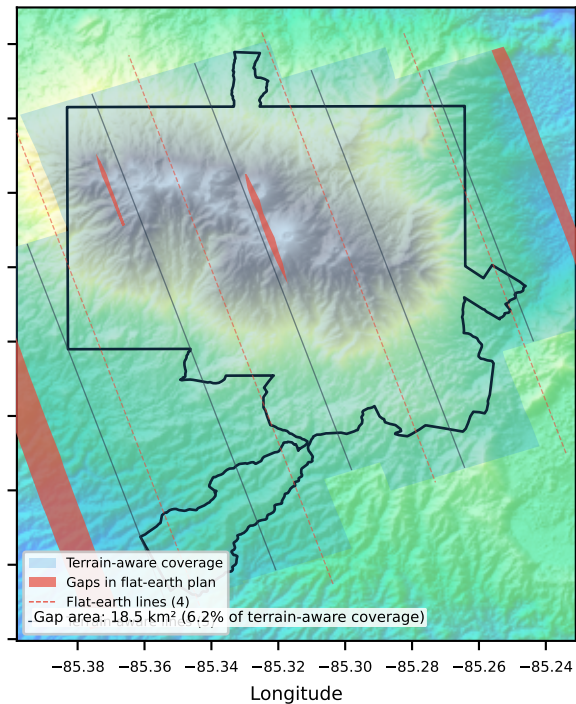 Terrain-aware coverage
Gaps in flat-earth plan
Flat-earth lines (4)
Gap area: 18.5 km² (6.2% of terrain-aware coverage)
−85.38
−85.36
−85.34
−85.32
−85.30
−85.28
−85.26
−85.24
Longitude